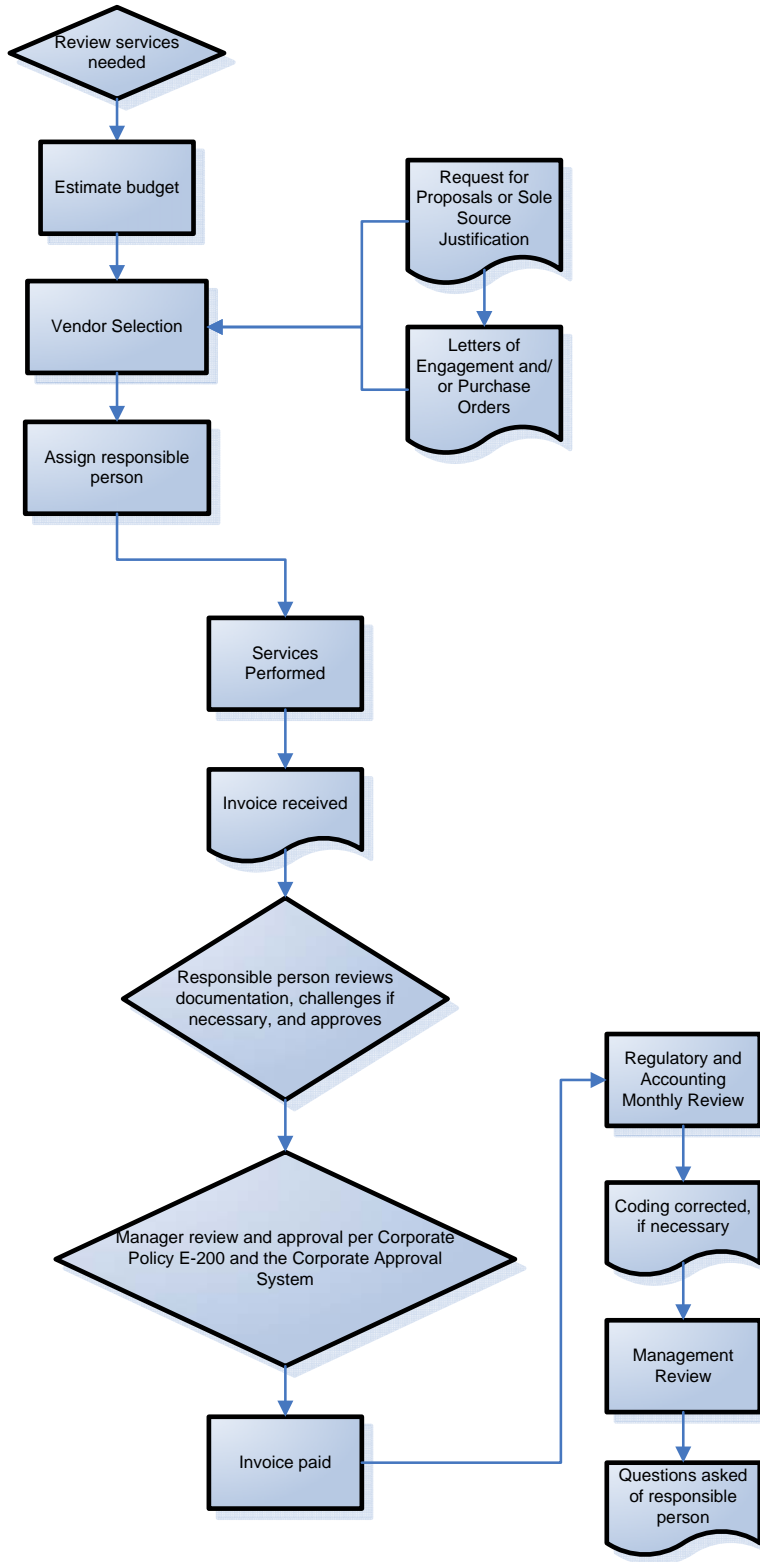 Review services
needed
Estimate budget
Request for
Proposals or Sole
Source
Justification
Vendor Selection
Letters of
Engagement and/
or Purchase
Orders
Assign responsible
person
Services
Performed
Invoice received
Responsible person reviews
documentation, challenges if
necessary, and approves
Manager review and approval per Corporate
Policy E-200 and the Corporate Approval
System
Invoice paid
Regulatory and
Accounting
Monthly Review
Coding corrected,
if necessary
Management
Review
Questions asked
of responsible
person